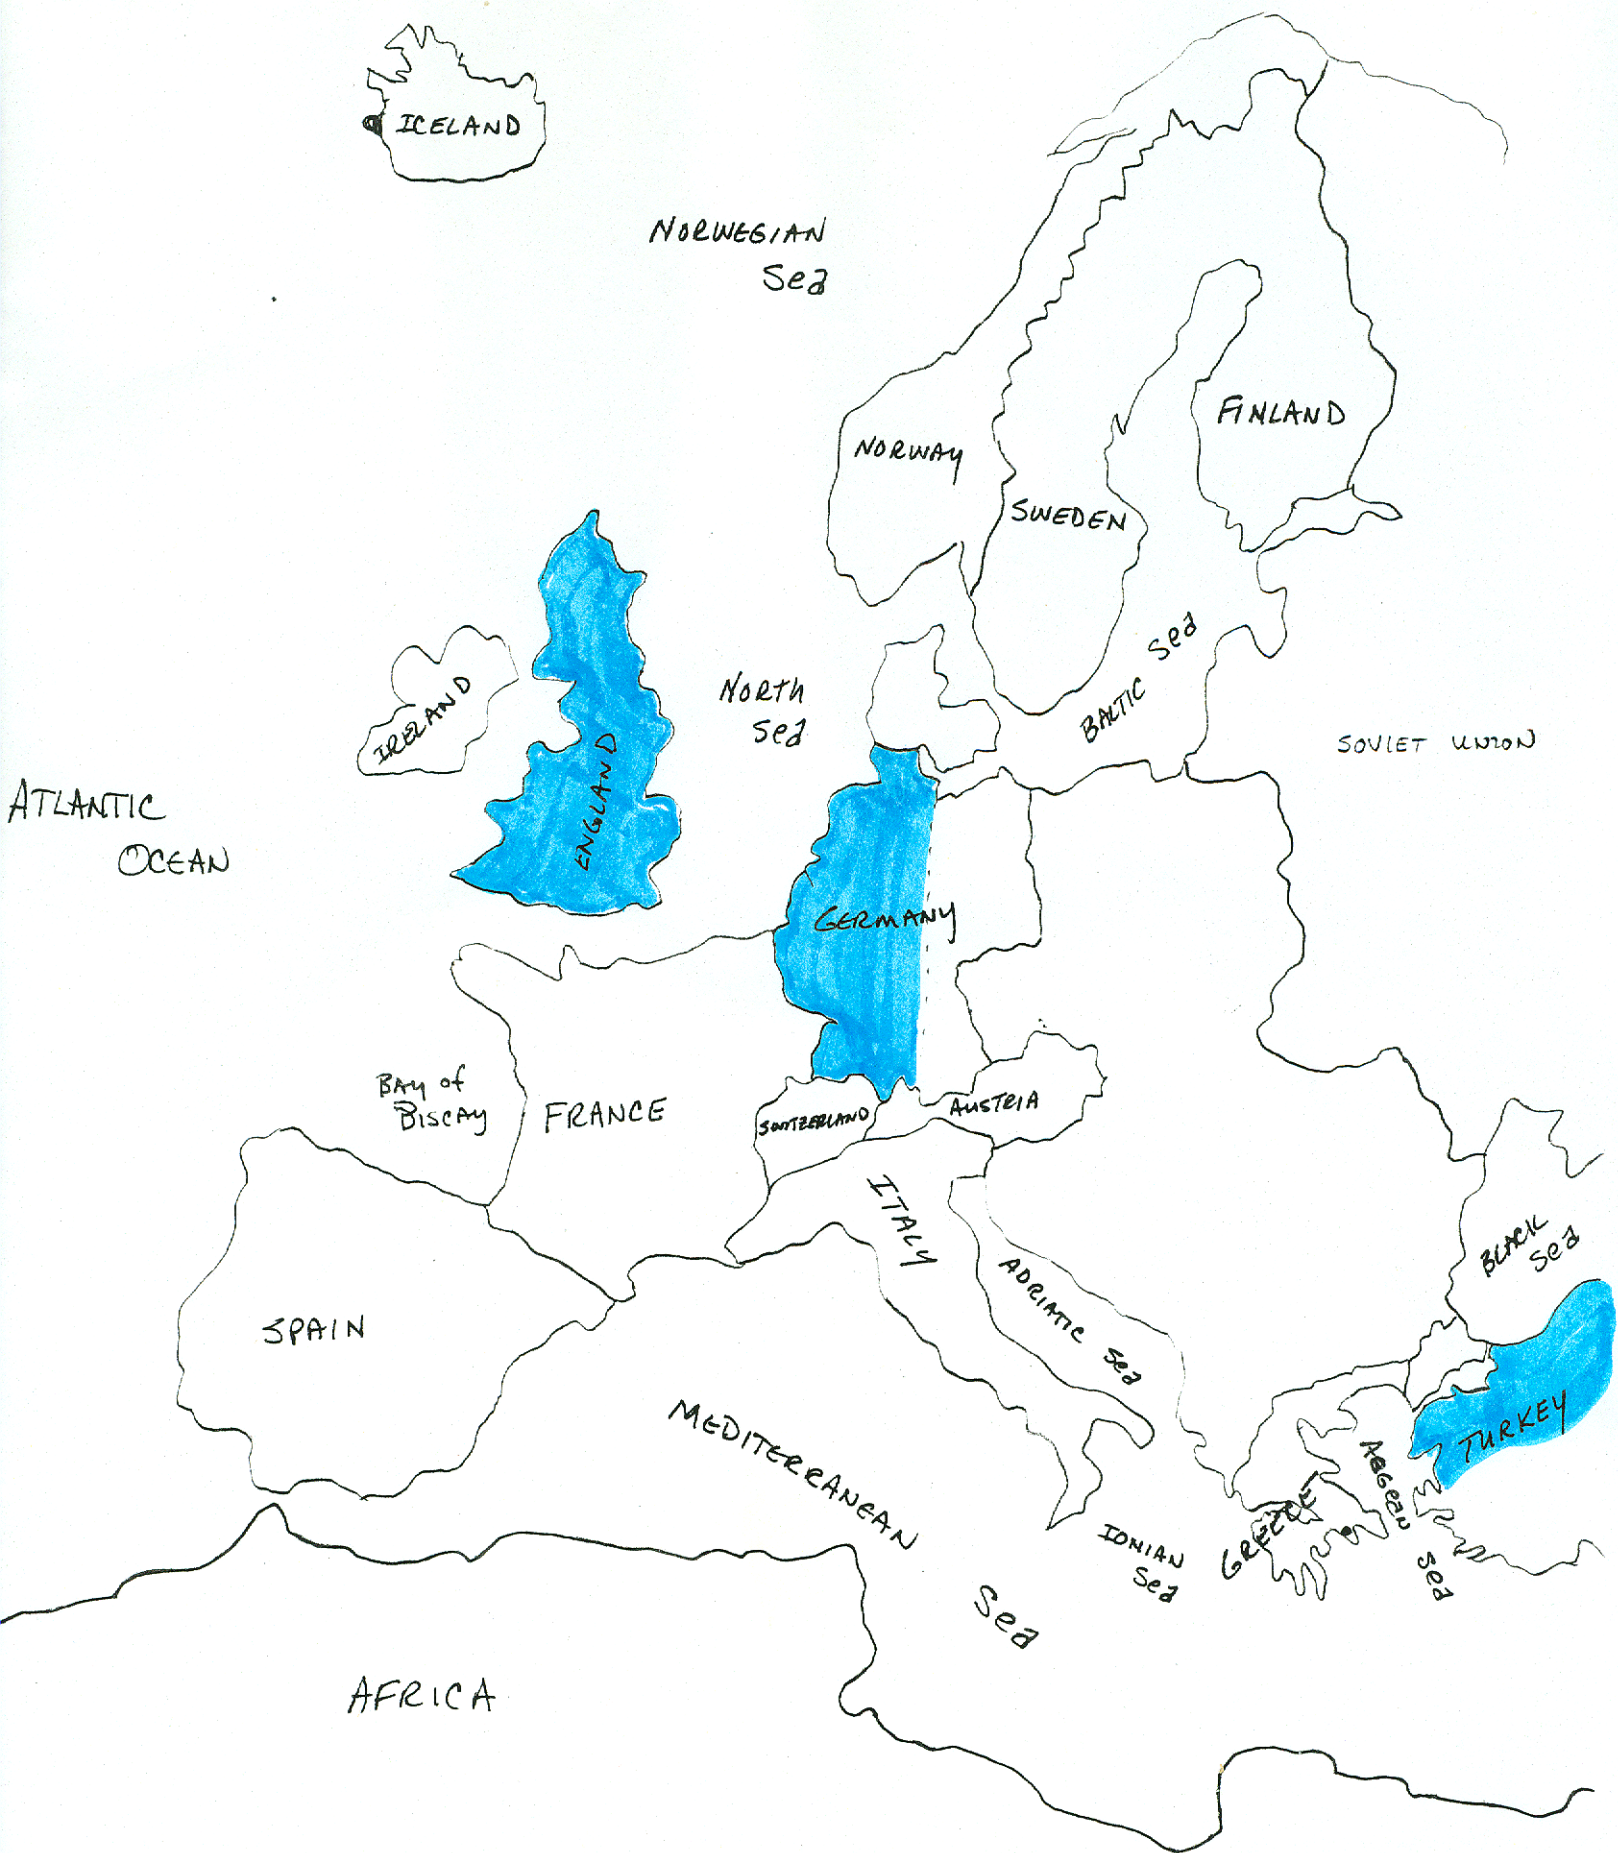 ICELAND
NORWEGIAN
Sea
FINLAND
NORWAY
SWEDEN
Sea
BALTIC
IRELAND
NORTH
Sea
SOVIET UNION
ENGLAND
ATLANTIC
OCEAN
GERMANY
BAY of
BISCAY
FRANCE
SWITZERLAND
AUSTRIA
ITALY
BLACK
Sea
ADRIATIC Sea
SPAIN
TURKEY
MEDITERRANEAN
Sea
AEGEAN
Sea
IONIAN
Sea
GREECE
AFRICA